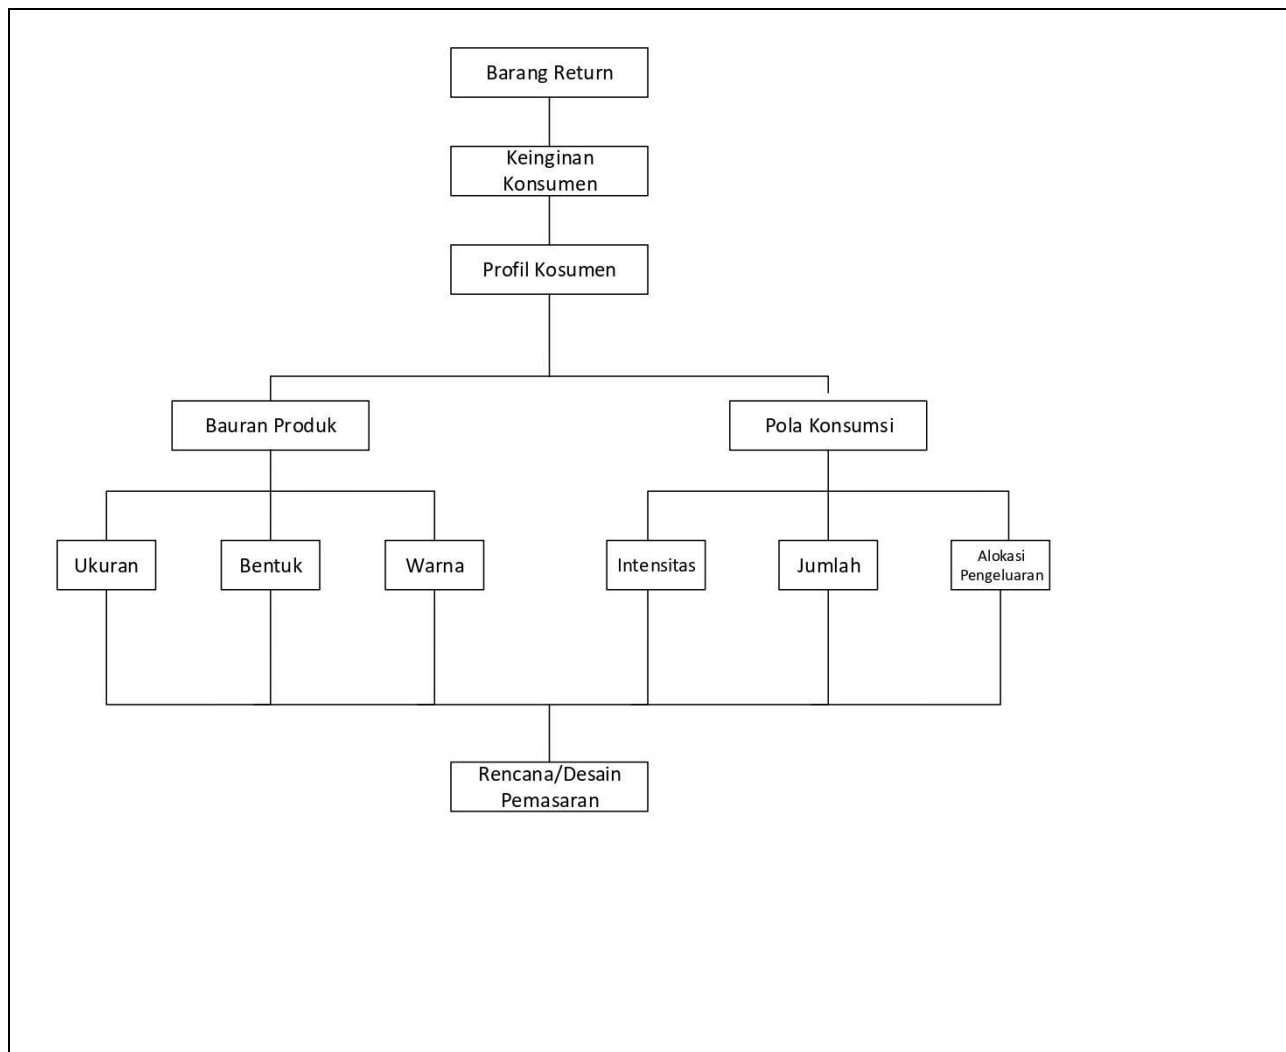 Barang Return
Keinginan
Konsumen
Profil Kosumen
Bauran Produk
Pola Konsumsi
Ukuran
Bentuk
Warna
Intensitas
Jumlah
Alokasi
Pengeluaran
Rencana/Desain
Pemasaran